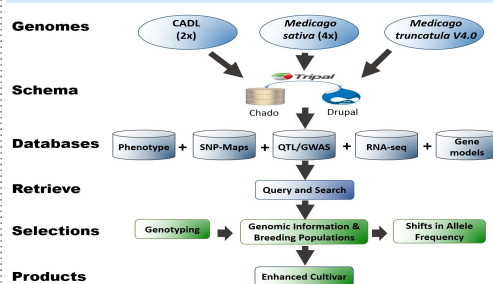 Genomes
CADL
(2x)
Medicago
sativa (4x)
Medicago
truncatula V4.0
Schema
Tripal
Chado
Drupal
Databases
Phenotype + SNP-Maps + QTL/GWAS + RNA-seq + Gene
models
Retrieve
Query and Search
Selections
Genotyping
Genomic Information &
Breeding Populations
Shifts in Allele
Frequency
Products
Enhanced Cultivar